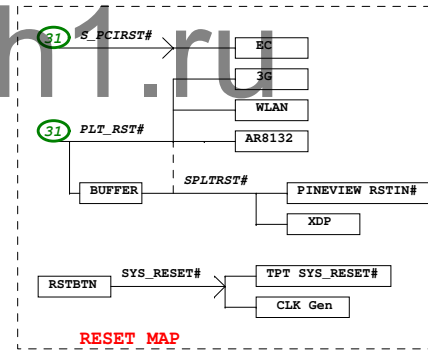 31 S_PCIRST#
EC
3G
WLAN
31 PLT_RST#
AR8132
SPLTRST#
BUFFER
PINEVIEW RSTIN#
XDP
SYS_RESET#
RSTBTN
TPT SYS_RESET#
CLK Gen
RESET MAP
h1.ru